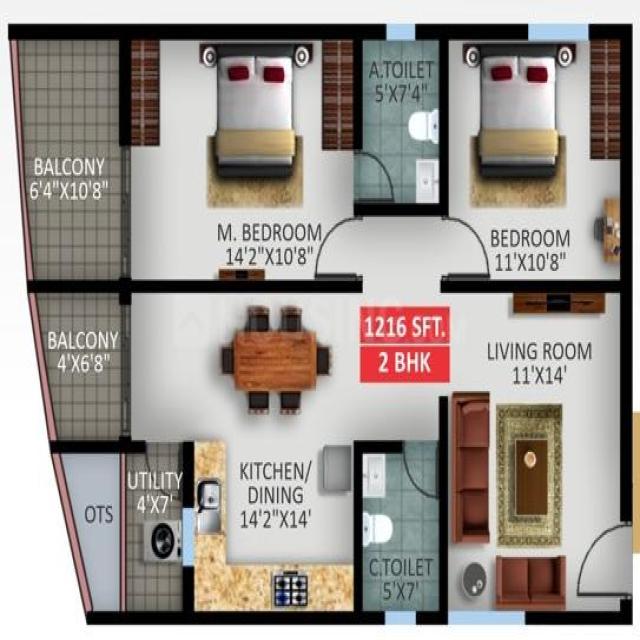 A.TOILET
5'X7'4"
BALCONY
6'4"X10'8"
M. BEDROOM
14'2"X10'8"
BEDROOM
11'X10'8"
BALCONY
4'X6'8"
1216 SFT.
2 BHK
LIVING ROOM
11'X14'
UTILITY
4'X7'
OTS
KITCHEN/
DINING
14'2"X14'
C.TOILET
5'X7'